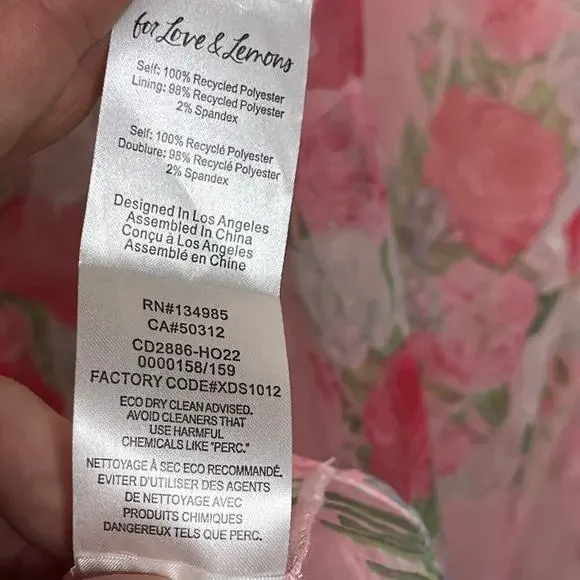 for Love & Lemons
Self: 100% Recycled Polyester
Lining: 98% Recycled Polyester
2% Spandex
Self: 100% Recyclé Polyester
Doublure: 98% Recyclé Polyester
2% Spandex
Designed In Los Angeles
Assembled In China
Conçu à Los Angeles
Assemblé en Chine
RN#134985
CA#50312
CD2886-HO22
0000158/159
FACTORY CODE#XDS1012
ECO DRY CLEAN ADVISED.
AVOID CLEANERS THAT
USE HARMFUL
CHEMICALS LIKE "PERC."
NETTOYAGE À SEC ECO RECOMMANDÉ.
EVITER D'UTILISER DES AGENTS
DE NETTOYAGE AVEC
PRODUITS CHIMIQUES
DANGEREUX TELS QUE PERC.